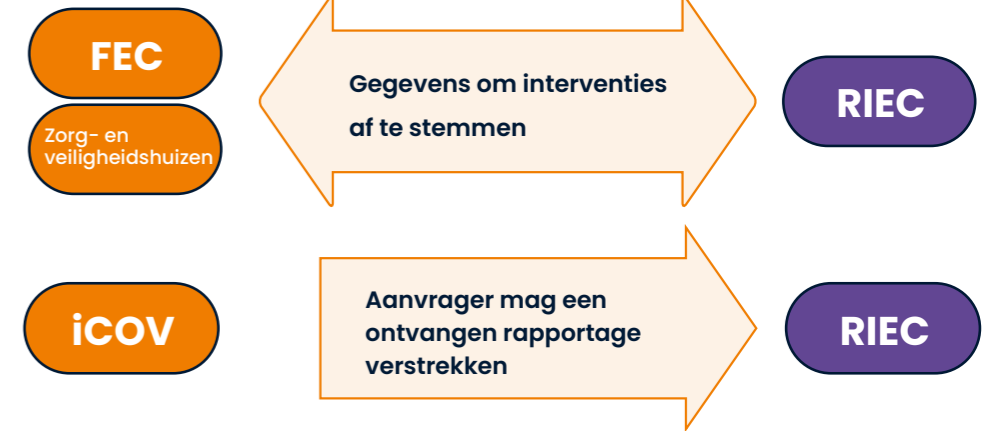 FEC
Zorg- en
veiligheidshuizen
Gegevens om interventies
af te stemmen
RIEC
iCOV
Aanvrager mag een
ontvangen rapportage
verstrekken
RIEC